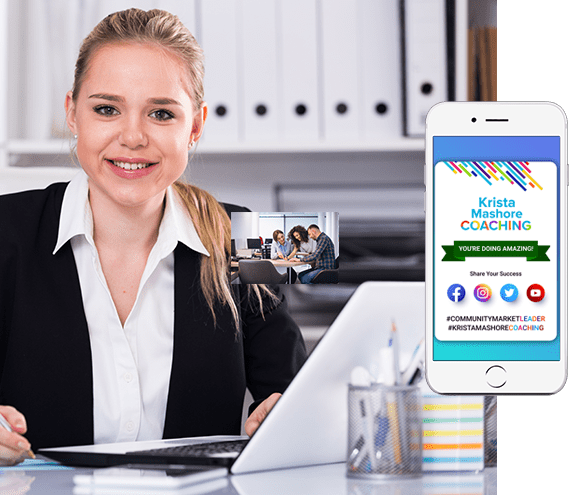 Krista
Mashore
COACHING
YOU'RE DOING AMAZING!
Share Your Success
#COMMUNITYMARKETLEADER
#KRISTAMASHORECOACHING